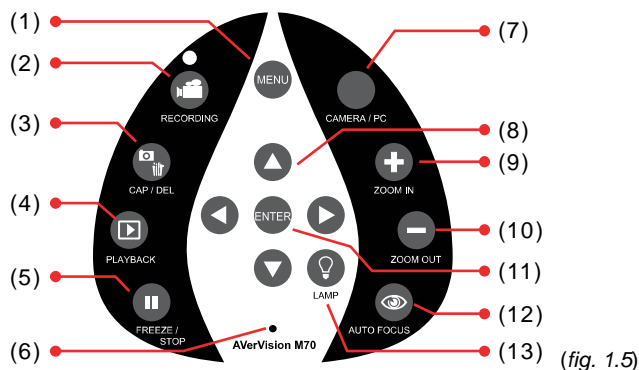 (1)
(2)
(3)
(4)
(5)
(6)
MENU
RECORDING
CAP / DEL
PLAYBACK
FREEZE /
STOP
ENTER
LAMP
AVerVision M70
CAMERA / PC
ZOOM IN
ZOOM OUT
AUTO FOCUS
(7)
(8)
(9)
(10)
(11)
(12)
(13)
(fig. 1.5)